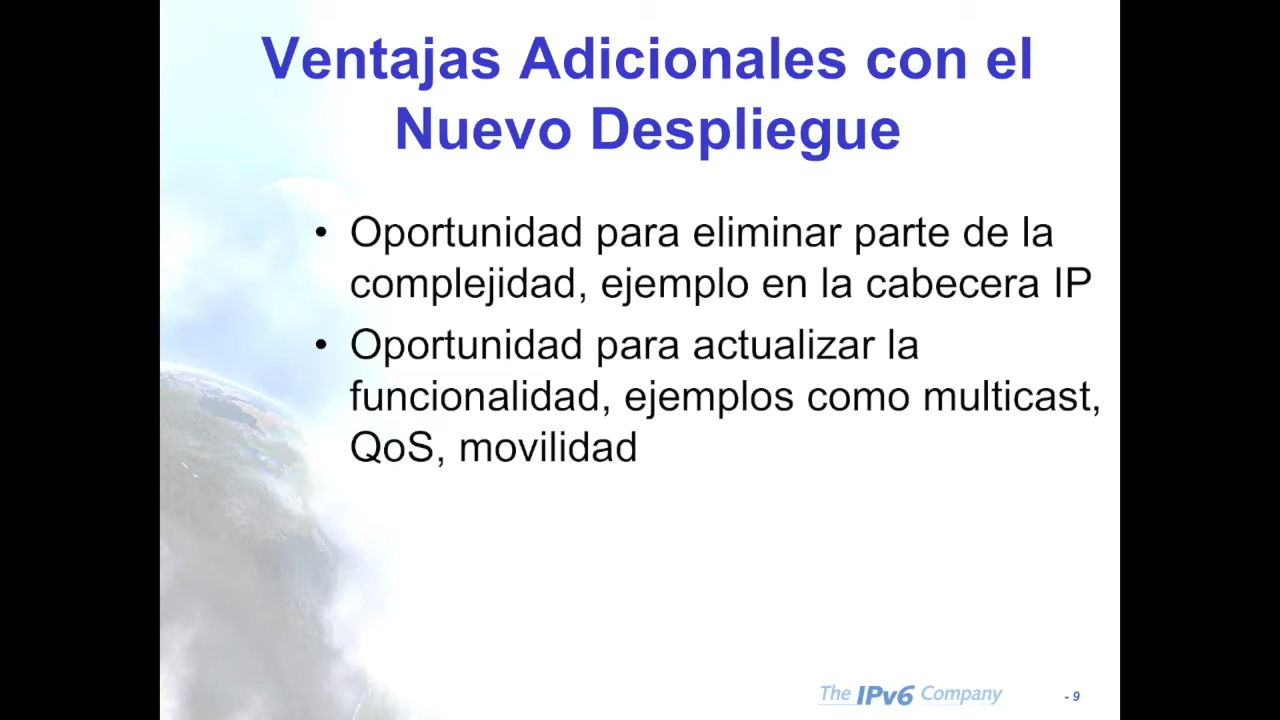 Ventajas Adicionales con el
Nuevo Despliegue
• Oportunidad para eliminar parte de la
complejidad, ejemplo en la cabecera IP
• Oportunidad para actualizar la
funcionalidad, ejemplos como multicast,
QoS, movilidad
The IPv6 Company
- 9